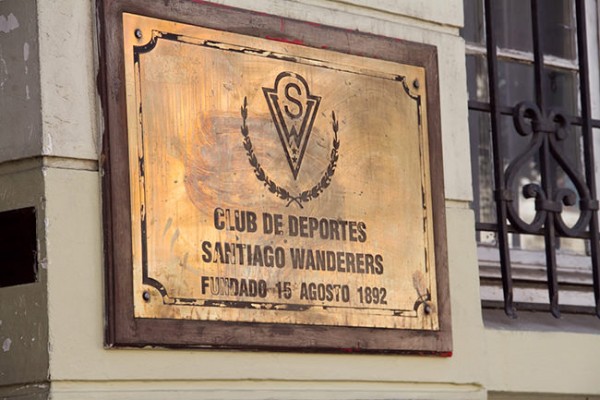 SW
CLUB DE DEPORTES
SANTIAGO WANDERERS
FUNDADO 15 AGOSTO 1892